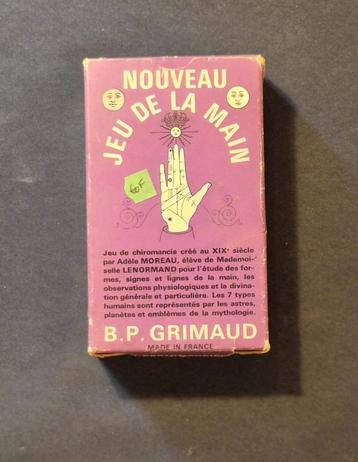 NOUVEAU
JEU DE LA MAIN
60F
Jeu de chiromancie créé au XIXe siècle
par Adèle MOREAU, élève de Mademoi-
selle LENORMAND pour l'étude des for-
mes, signes et lignes de la main, les
observations physiologiques et la divina-
tion générale et particulière. Les 7 types
humains sont représentés par les astres,
planètes et emblèmes de la mythologie.
B.P. GRIMAUD
MADE IN FRANCE